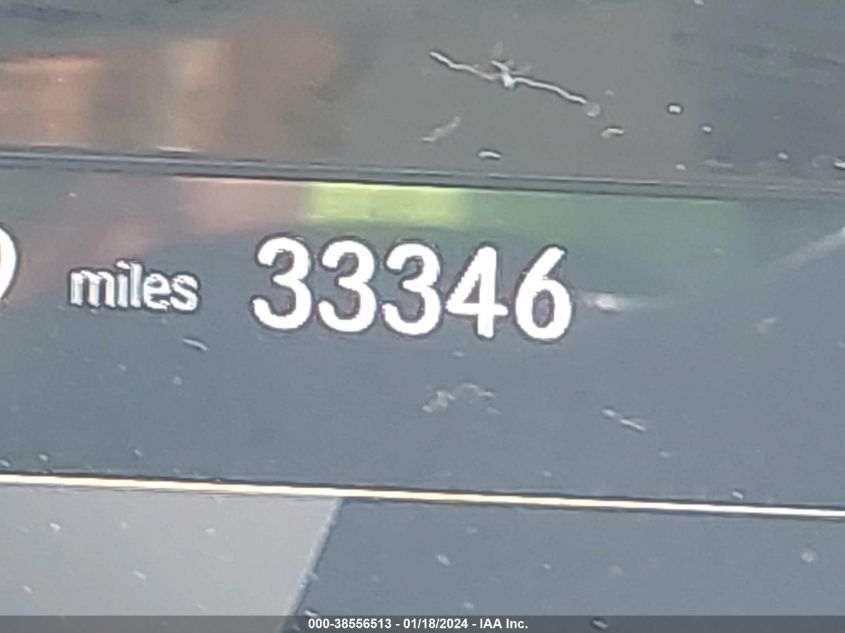 miles 33346
000-38556513 - 01/18/2024 - IAA Inc.